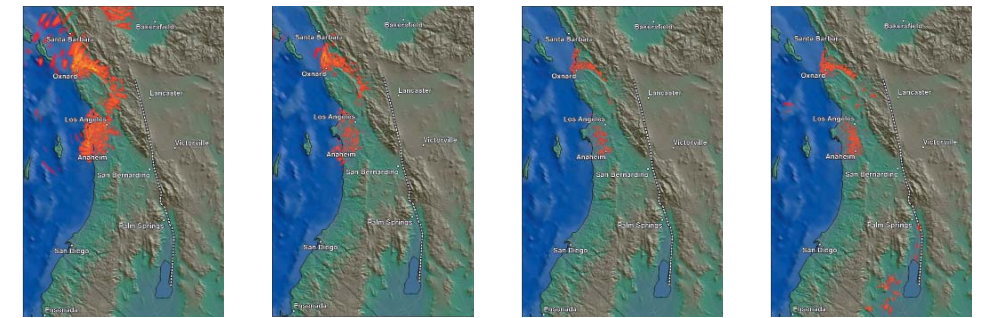 Bakersfield
Santa Barbara
Oxnard
Lancaster
Los Angeles
Victorville
Anaheim
San Bernardino
Palm Springs
San Diego
Ensenada
Bakersfield
Santa Barbara
Oxnard
Lancaster
Los Angeles
Victorville
Anaheim
San Bernardino
Palm Springs
San Diego
Ensenada
Bakersfield
Santa Barbara
Oxnard
Lancaster
Los Angeles
Victorville
Anaheim
San Bernardino
Palm Springs
San Diego
Ensenada
Bakersfield
Santa Barbara
Oxnard
Lancaster
Los Angeles
Victorville
Anaheim
San Bernardino
Palm Springs
San Diego
Ensenada